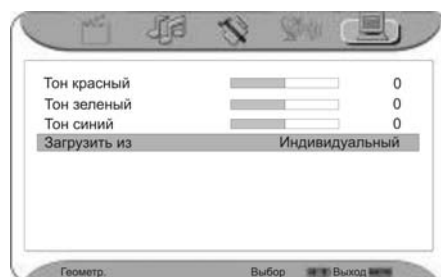 Тон красный 0
Тон зеленый 0
Тон синий 0
Загрузить из Индивидуальный
Геометр. Выбор Выход